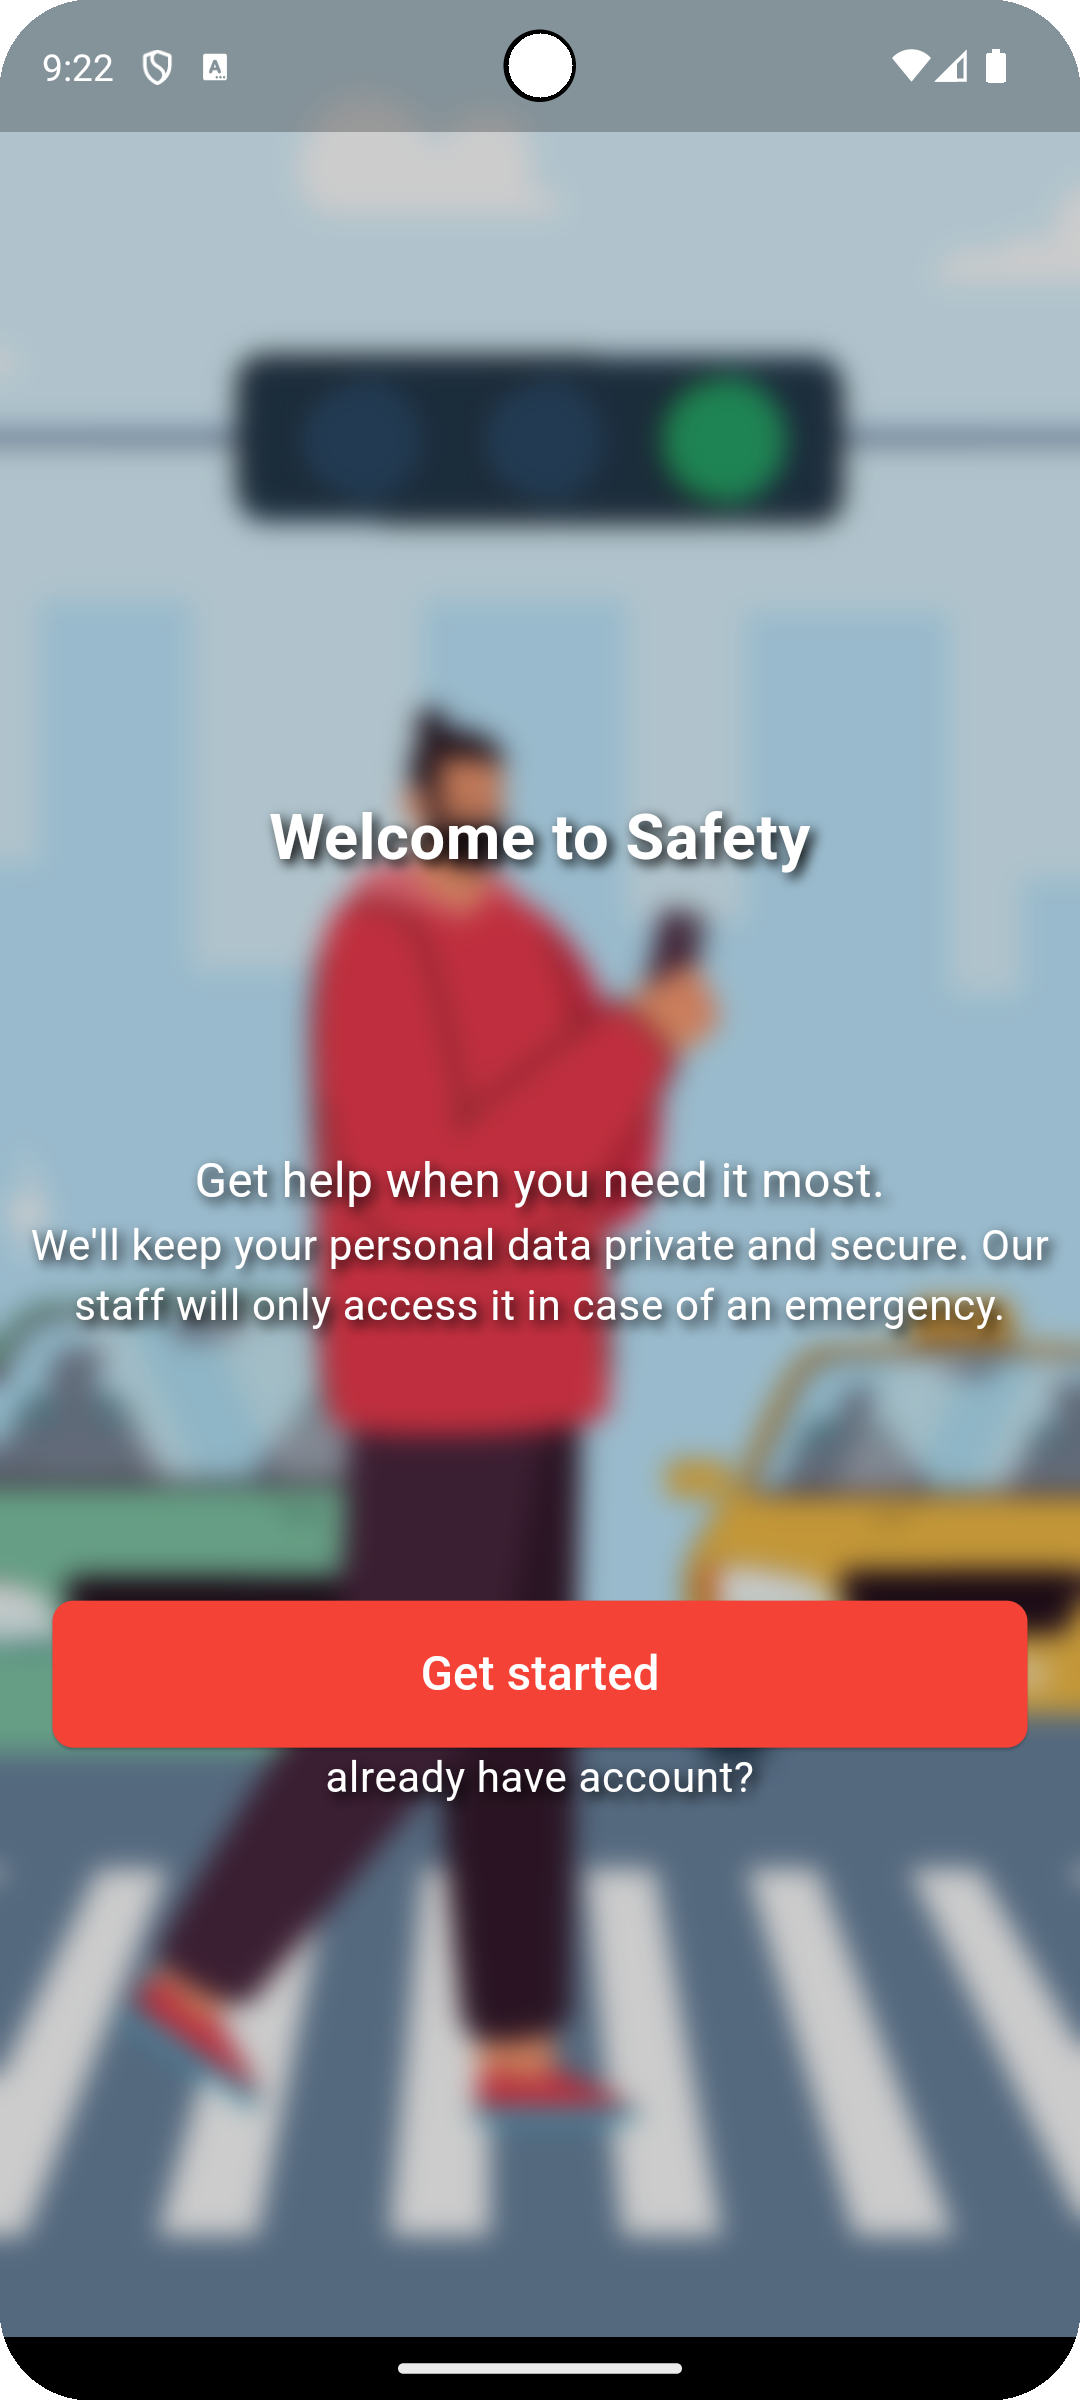 9:22
Welcome to Safety
Get help when you need it most.
We'll keep your personal data private and secure. Our
staff will only access it in case of an emergency.
Get started
already have account?